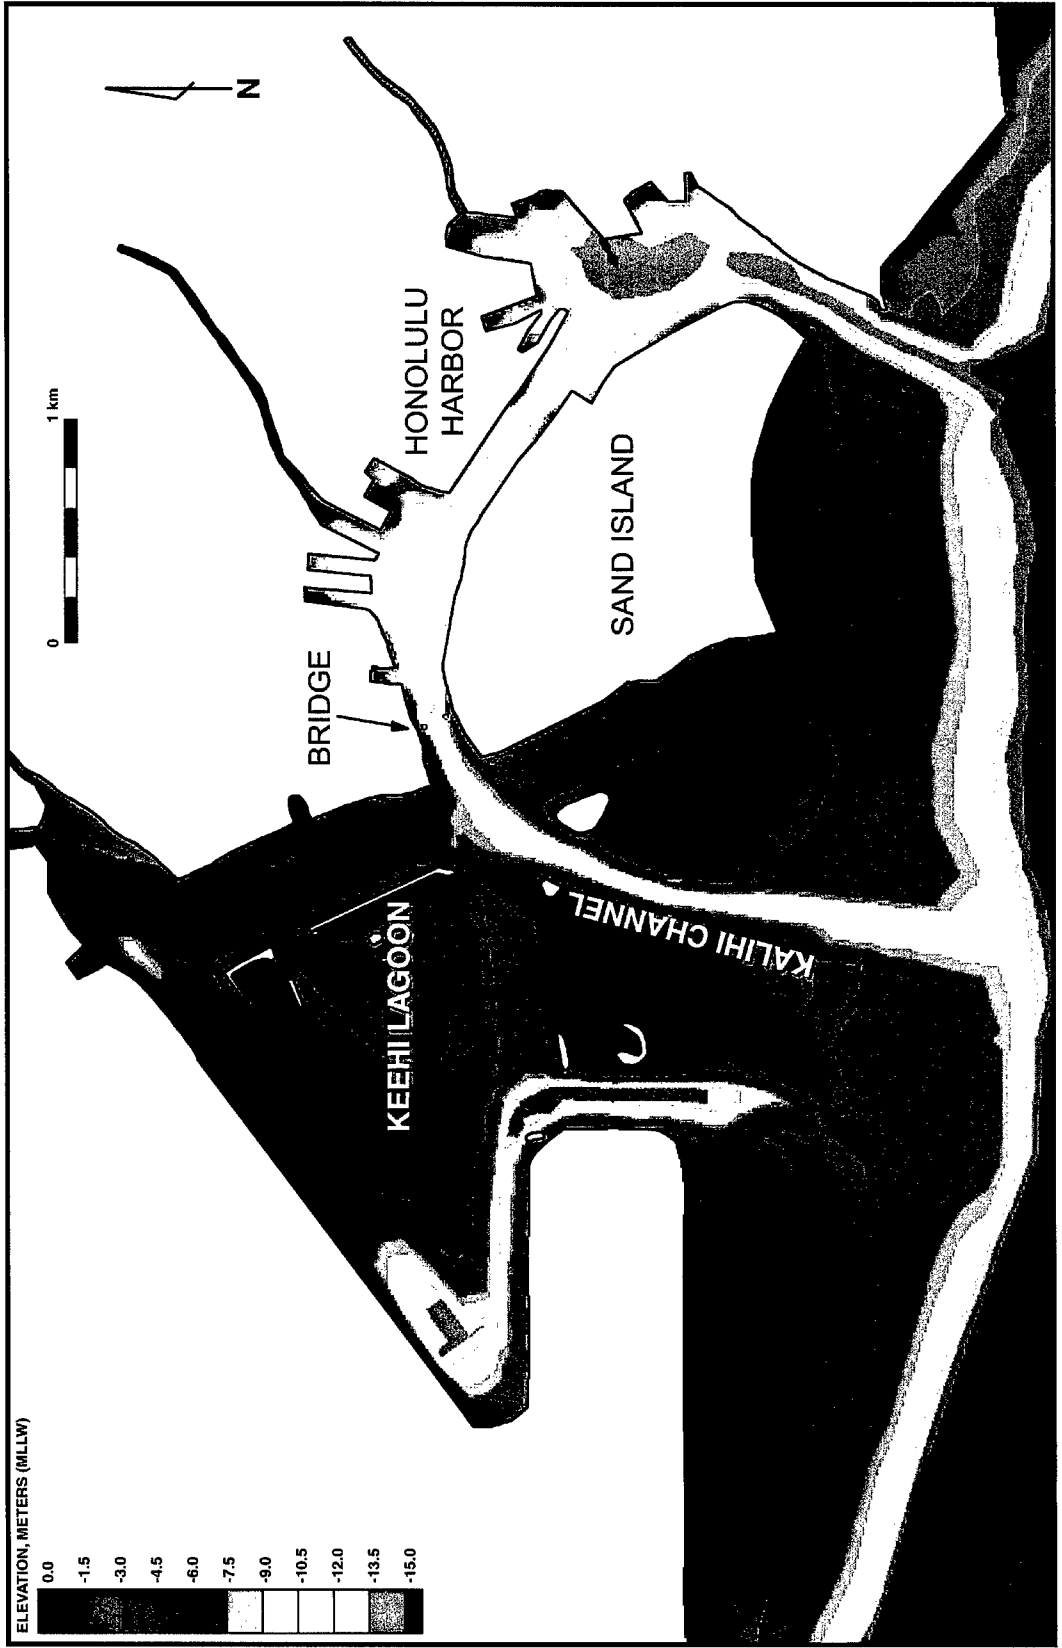 ELEVATION, METERS (MLLW)
0.0
-1.5
-3.0
-4.5
-6.0
-7.5
-9.0
-10.5
-12.0
-13.5
-15.0
0
1 km
N
BRIDGE
HONOLULU
HARBOR
SAND ISLAND
KEEHI LAGOON
KALIHI CHANNEL